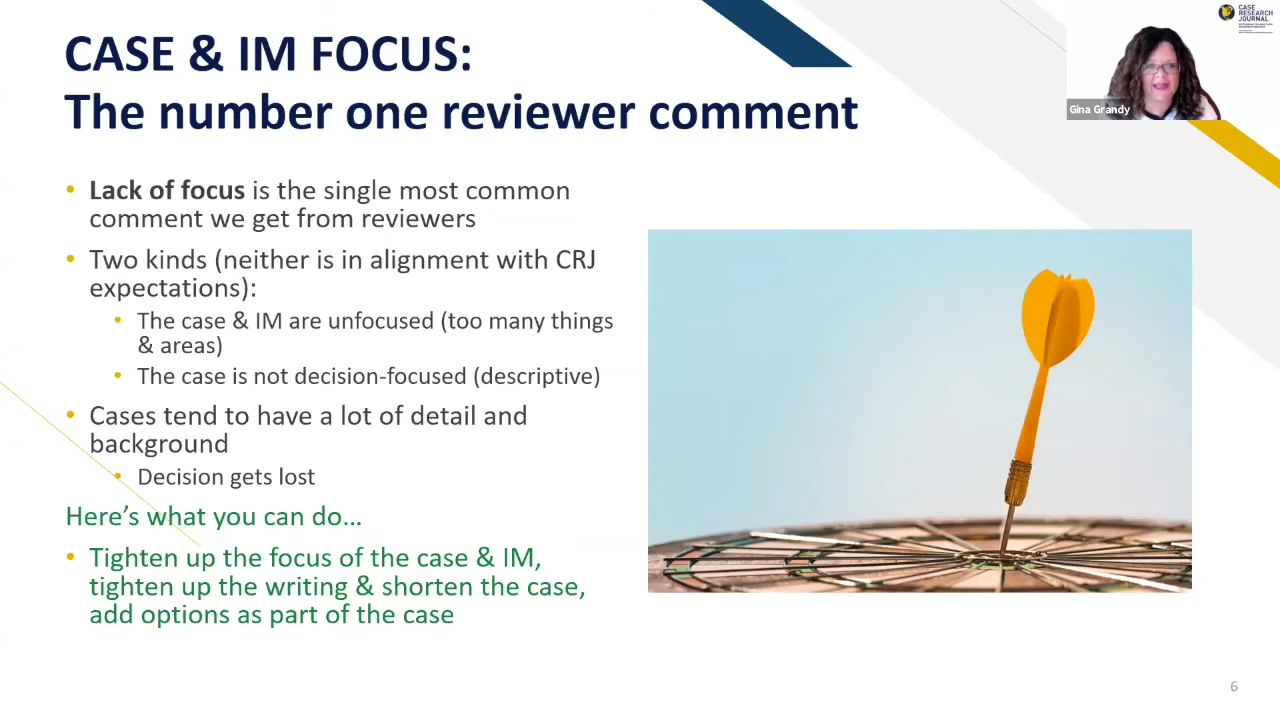 CASE & IM FOCUS:
The number one reviewer comment
CASE
RESEARCH
JOURNAL
Gina Grandy
• Lack of focus is the single most common
comment we get from reviewers
• Two kinds (neither is in alignment with CRJ
expectations):
• The case & IM are unfocused (too many things
& areas)
• The case is not decision-focused (descriptive)
• Cases tend to have a lot of detail and
background
• Decision gets lost
Here’s what you can do…
• Tighten up the focus of the case & IM,
tighten up the writing & shorten the case,
add options as part of the case
6